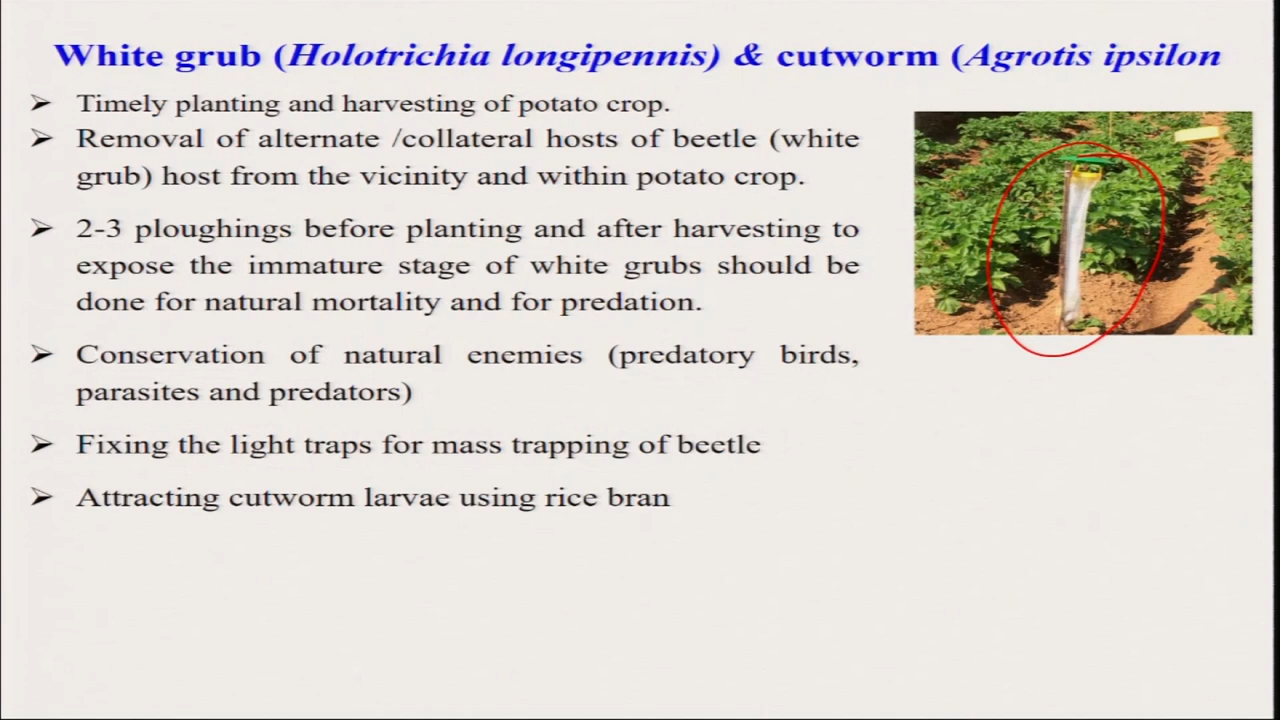 White grub (Holotrichia longipennis) & cutworm (Agrotis ipsilon
➢ Timely planting and harvesting of potato crop.
➢ Removal of alternate /collateral hosts of beetle (white
grub) host from the vicinity and within potato crop.
➢ 2-3 ploughings before planting and after harvesting to
expose the immature stage of white grubs should be
done for natural mortality and for predation.
➢ Conservation of natural enemies (predatory birds,
parasites and predators)
➢ Fixing the light traps for mass trapping of beetle
➢ Attracting cutworm larvae using rice bran